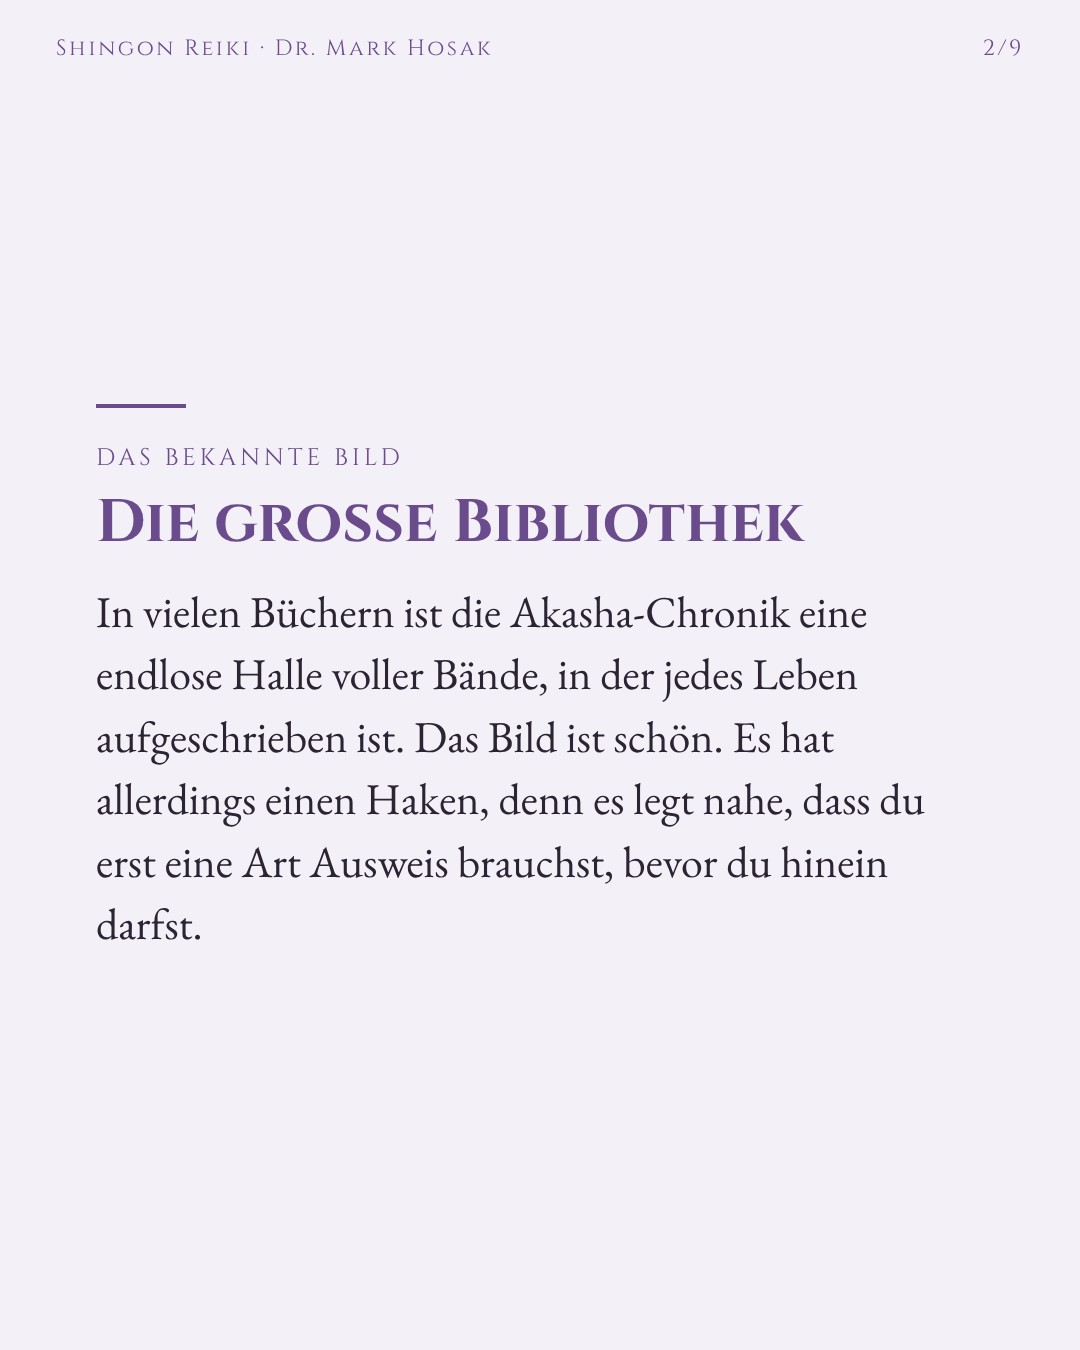 Shingon Reiki · Dr. Mark Hosak
2/9
DAS BEKANNTE BILD
Die grosse Bibliothek
In vielen Büchern ist die Akasha-Chronik eine
endlose Halle voller Bände, in der jedes Leben
aufgeschrieben ist. Das Bild ist schön. Es hat
allerdings einen Haken, denn es legt nahe, dass du
erst eine Art Ausweis brauchst, bevor du hinein
darfst.